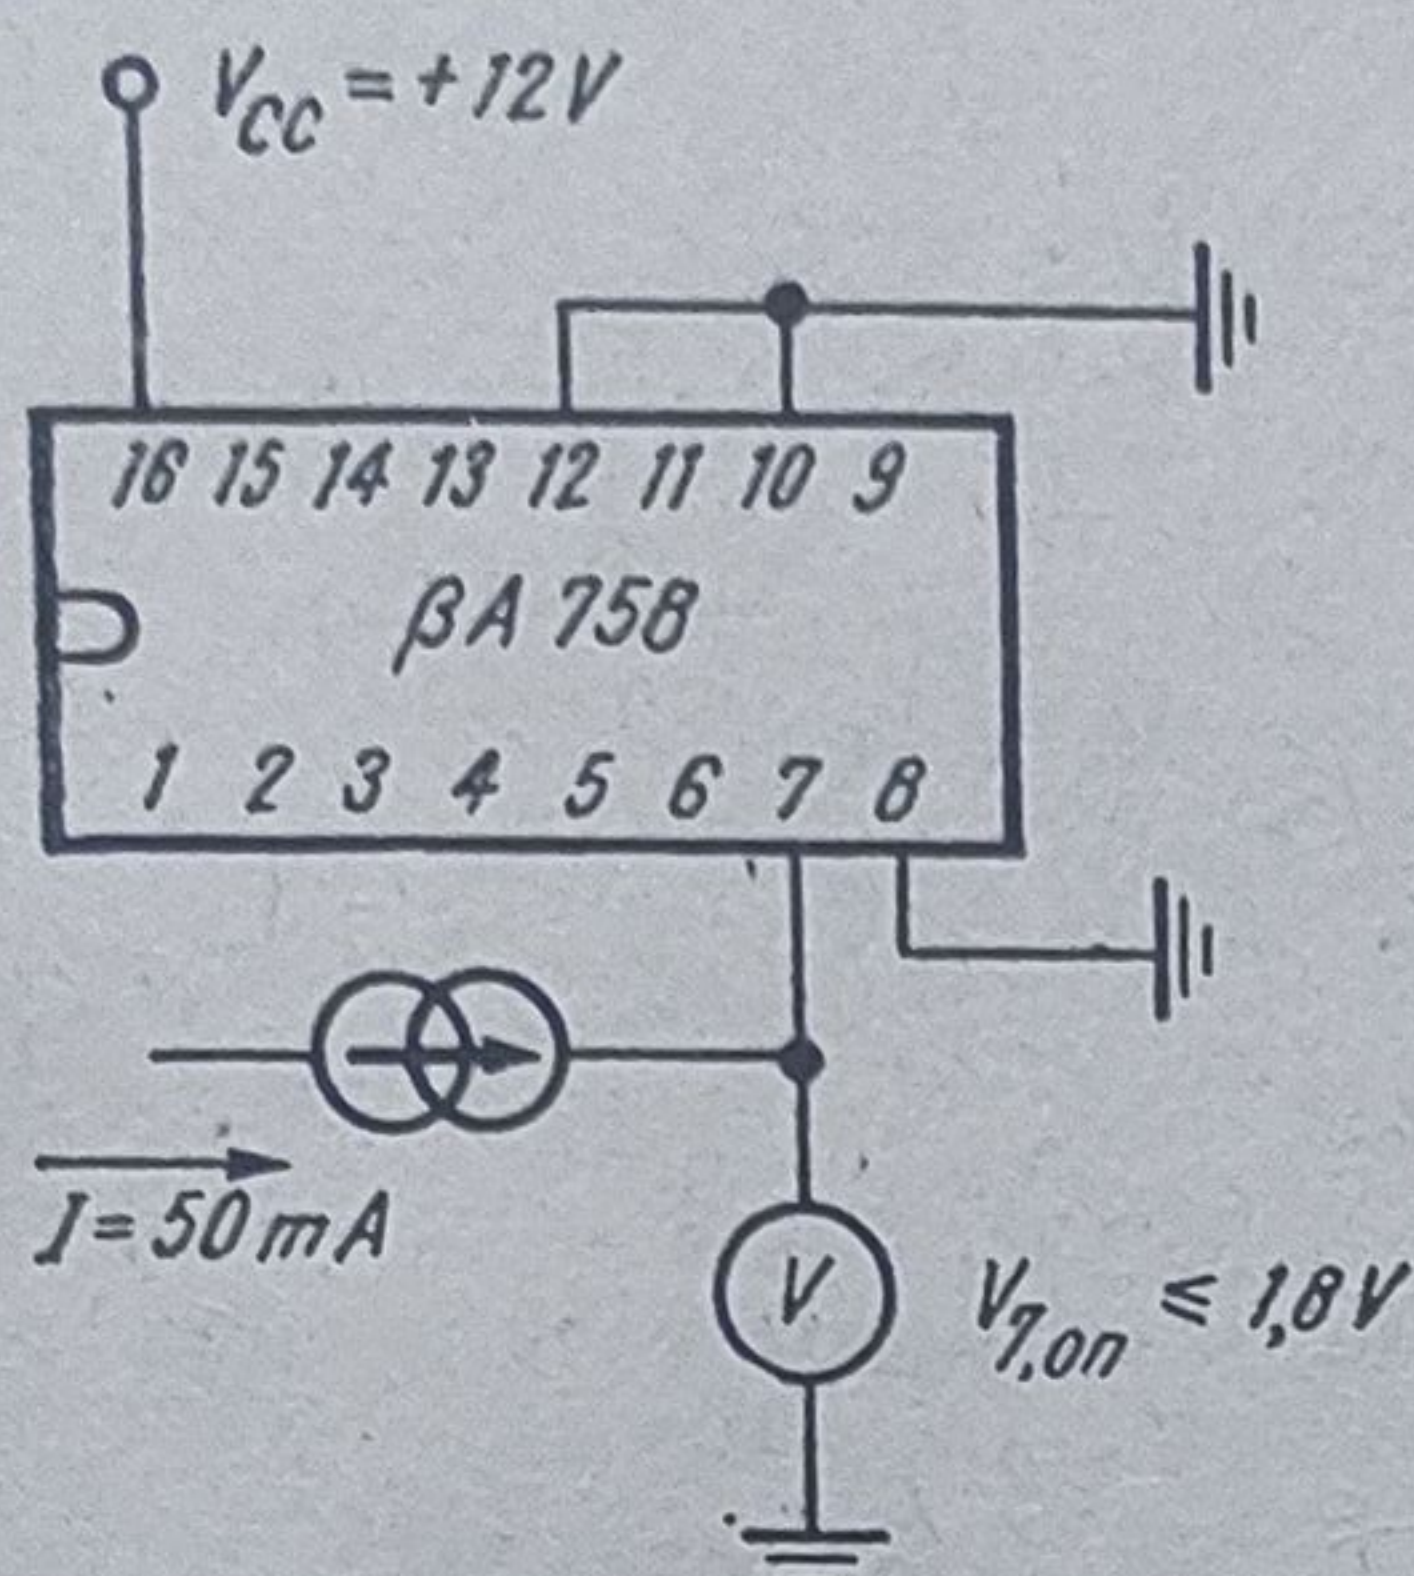 V_CC = +12V
16 15 14 13 12 11 10 9
βA 758
1 2 3 4 5 6 7 8
I = 50 mA
V
V_7,on ≤ 1,8V